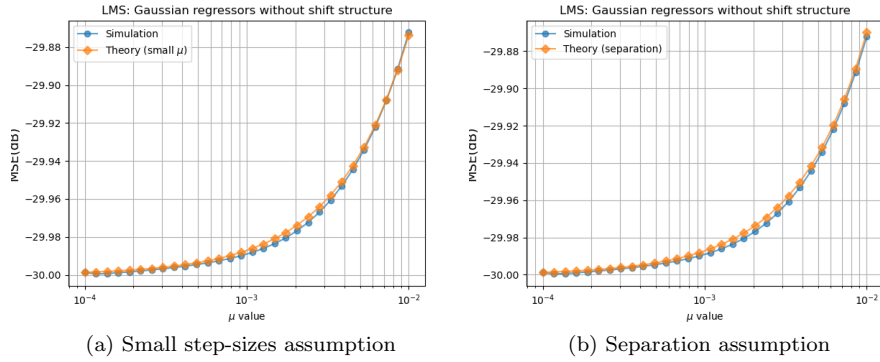 LMS: Gaussian regressors without shift structure
Simulation
Theory (small μ)
MSE(dB)
−29.88
−29.90
−29.92
−29.94
−29.96
−29.98
−30.00
10⁻⁴
10⁻³
10⁻²
μ value
(a) Small step-sizes assumption
LMS: Gaussian regressors without shift structure
Simulation
Theory (separation)
MSE(dB)
−29.88
−29.90
−29.92
−29.94
−29.96
−29.98
−30.00
10⁻⁴
10⁻³
10⁻²
μ value
(b) Separation assumption